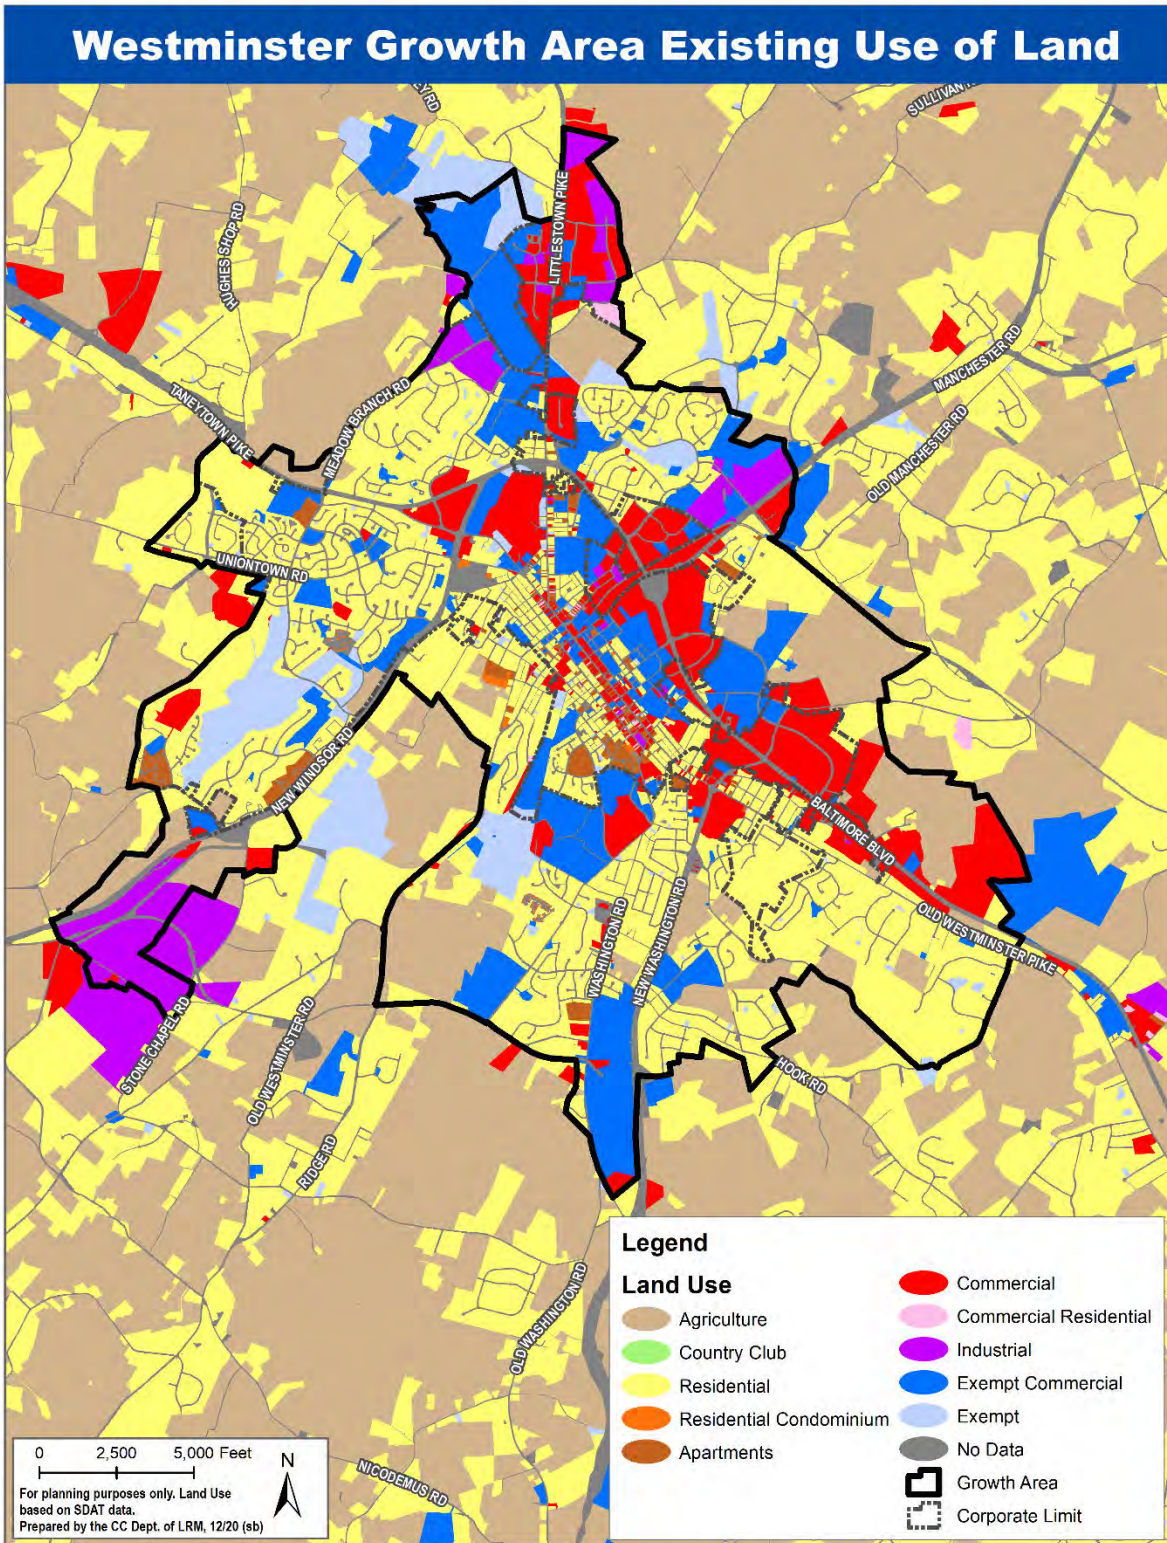 Westminster Growth Area Existing Use of Land
EY RD
SULLIVAN
LITTLESTOWN PIKE
HUGHES SHOP RD
MANCHESTER RD
TANEYTOWN PIKE
MEADOW BRANCH RD
OLD MANCHESTER RD
UNIONTOWN RD
NEW WINDSOR RD
BALTIMORE BLVD
OLD WESTMINSTER PIKE
WASHINGTON RD
NEW WASHINGTON RD
STONE CHAPEL RD
OLD WESTMINSTER RD
HOOK RD
RIDGE RD
OLD WASHINGTON RD
NICODEMUS RD
Legend
Land Use
Agriculture
Country Club
Residential
Residential Condominium
Apartments
Commercial
Commercial Residential
Industrial
Exempt Commercial
Exempt
No Data
Growth Area
Corporate Limit
0 2,500 5,000 Feet
N
For planning purposes only. Land Use
based on SDAT data.
Prepared by the CC Dept. of LRM, 12/20 (sb)